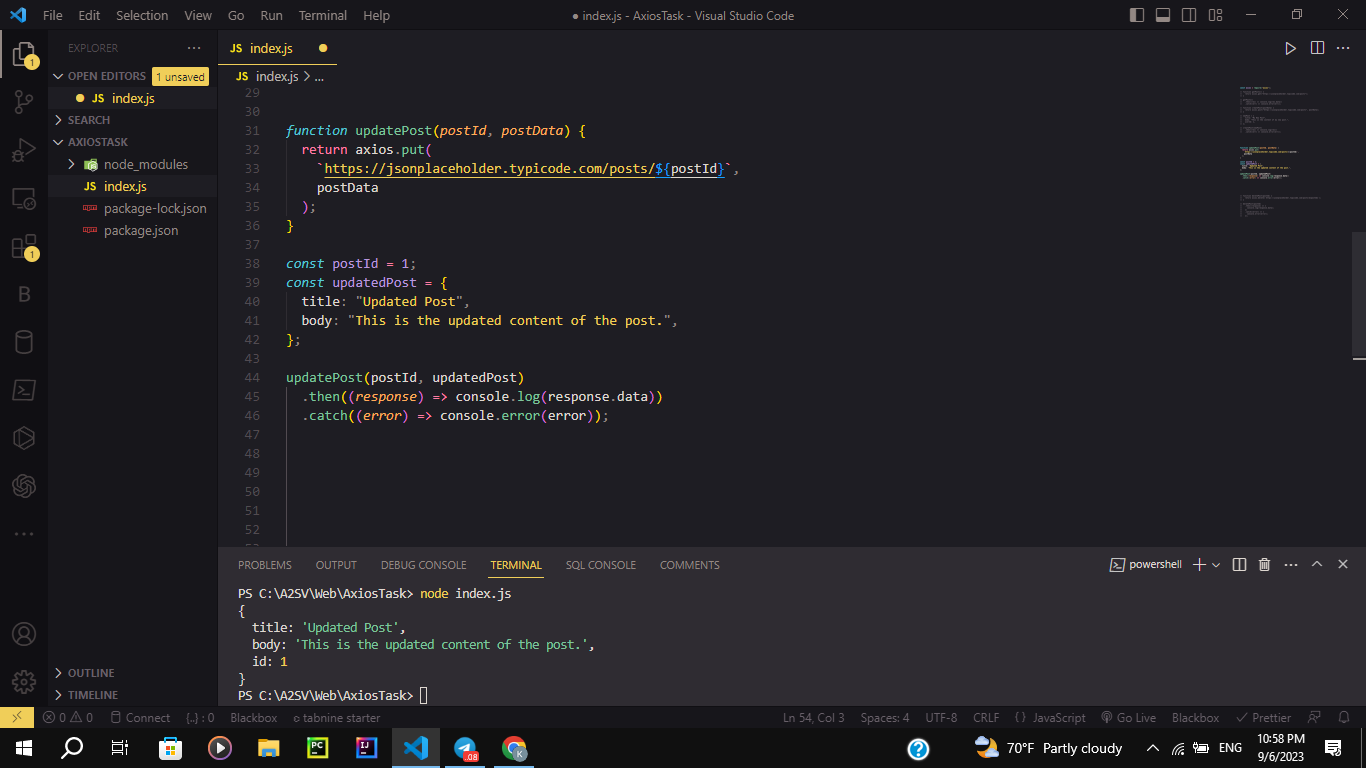 File Edit Selection View Go Run Terminal Help
● index.js - AxiosTask - Visual Studio Code
EXPLORER
OPEN EDITORS 1 unsaved
JS index.js
SEARCH
AXIOSTASK
node_modules
JS index.js
package-lock.json
package.json
OUTLINE
TIMELINE
1
1
JS index.js
JS index.js > ...
29
30
31 function updatePost(postId, postData) {
32 return axios.put(
33 `https://jsonplaceholder.typicode.com/posts/${postId}`,
34 postData
35 );
36 }
37
38 const postId = 1;
39 const updatedPost = {
40 title: "Updated Post",
41 body: "This is the updated content of the post.",
42 };
43
44 updatePost(postId, updatedPost)
45 .then((response) => console.log(response.data))
46 .catch((error) => console.error(error));
47
48
49
50
51
52
PROBLEMS OUTPUT DEBUG CONSOLE TERMINAL SQL CONSOLE COMMENTS
powershell
PS C:\A2SV\Web\AxiosTask> node index.js
{
title: 'Updated Post',
body: 'This is the updated content of the post.',
id: 1
}
PS C:\A2SV\Web\AxiosTask>
0 0 Connect {..} : 0 Blackbox tabnine starter
Ln 54, Col 3 Spaces: 4 UTF-8 CRLF {} JavaScript Go Live Blackbox Prettier
PC IJ .08 K
70°F Partly cloudy ENG
10:58 PM
9/6/2023